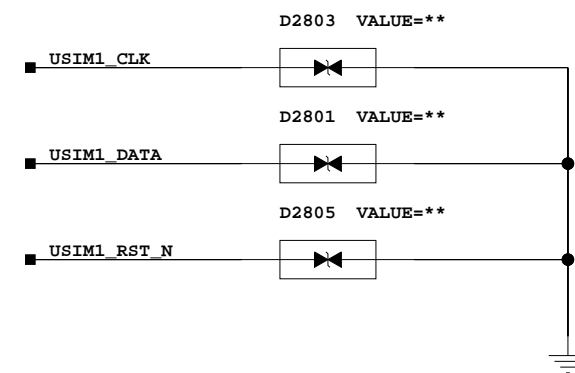 D2803 VALUE=**
USIM1_CLK
D2801 VALUE=**
USIM1_DATA
D2805 VALUE=**
USIM1_RST_N